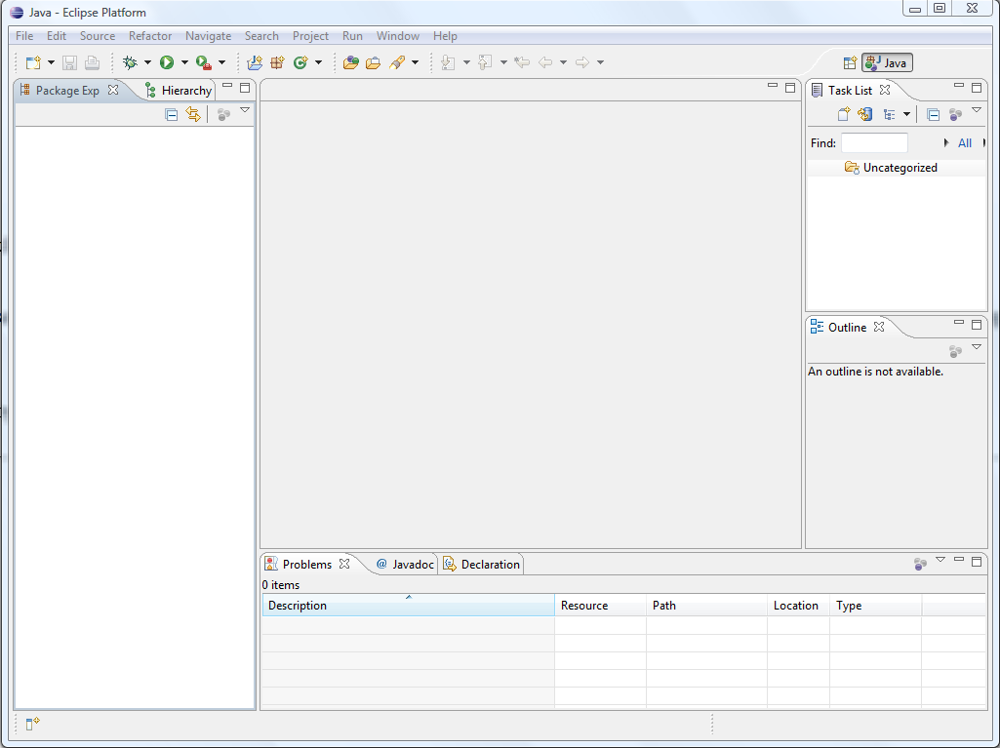 Java - Eclipse Platform
File Edit Source Refactor Navigate Search Project Run Window Help
Java
Package Exp Hierarchy
Task List
Find: All
Uncategorized
Outline
An outline is not available.
Problems @ Javadoc Declaration
0 items
Description Resource Path Location Type